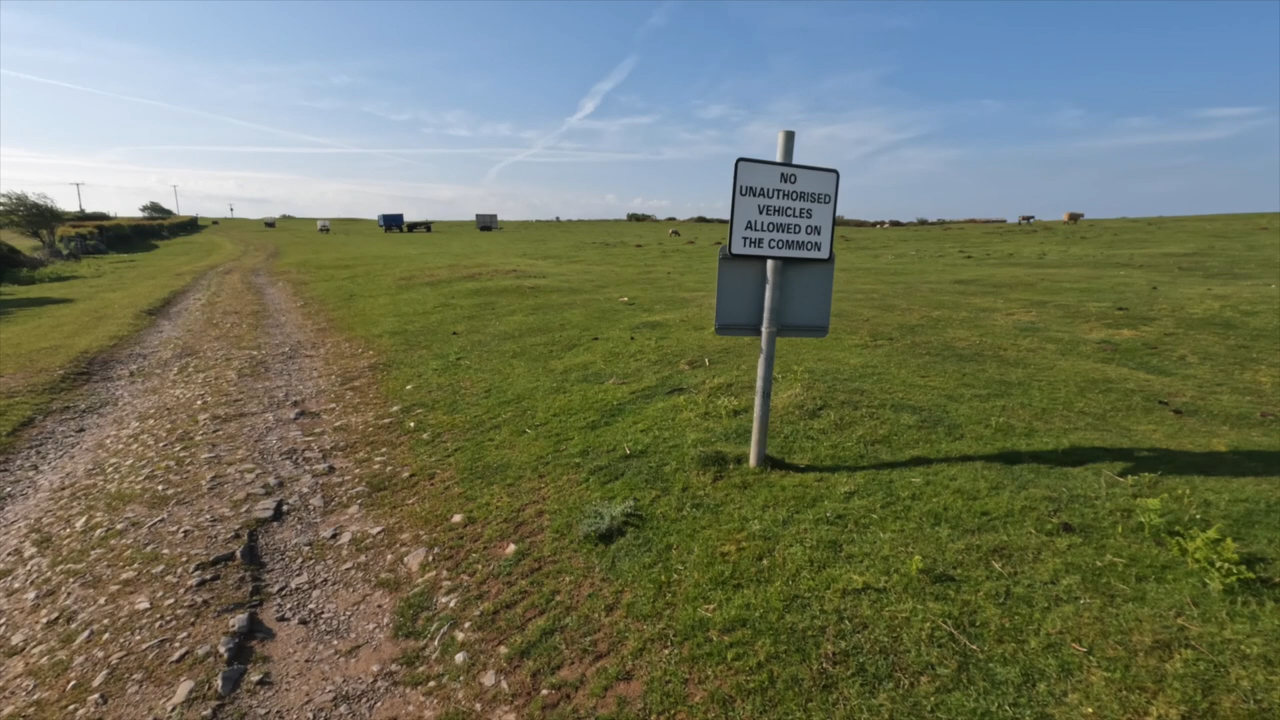 NO
UNAUTHORISED
VEHICLES
ALLOWED ON
THE COMMON